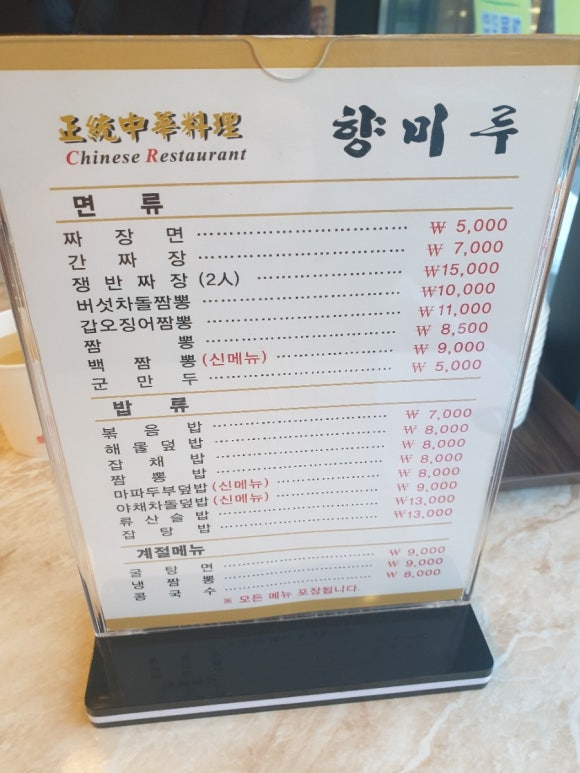 正統中華料理 향미루
Chinese Restaurant
면 류
짜 장 면 ₩ 5,000
간 짜 장 ₩ 7,000
쟁 반 짜 장 (2人) ₩15,000
버섯차돌짬뽕 ₩10,000
갑오징어짬뽕 ₩11,000
짬 뽕 ₩ 8,500
백 짬 뽕 (신메뉴) ₩ 9,000
군 만 두 ₩ 5,000
밥 류
볶 음 밥 ₩ 7,000
해 물 덮 밥 ₩ 8,000
잡 채 밥 ₩ 8,000
짬 뽕 밥 ₩ 8,000
마파두부덮밥 (신메뉴) ₩ 8,000
야채차돌덮밥 (신메뉴) ₩ 9,000
류 산 슬 밥 ₩13,000
잡 탕 밥 ₩13,000
계절메뉴
굴 탕 면 ₩ 9,000
냉 짬 뽕 ₩ 9,000
콩 국 수 ₩ 8,000
※ 모든 메뉴 포장됩니다.